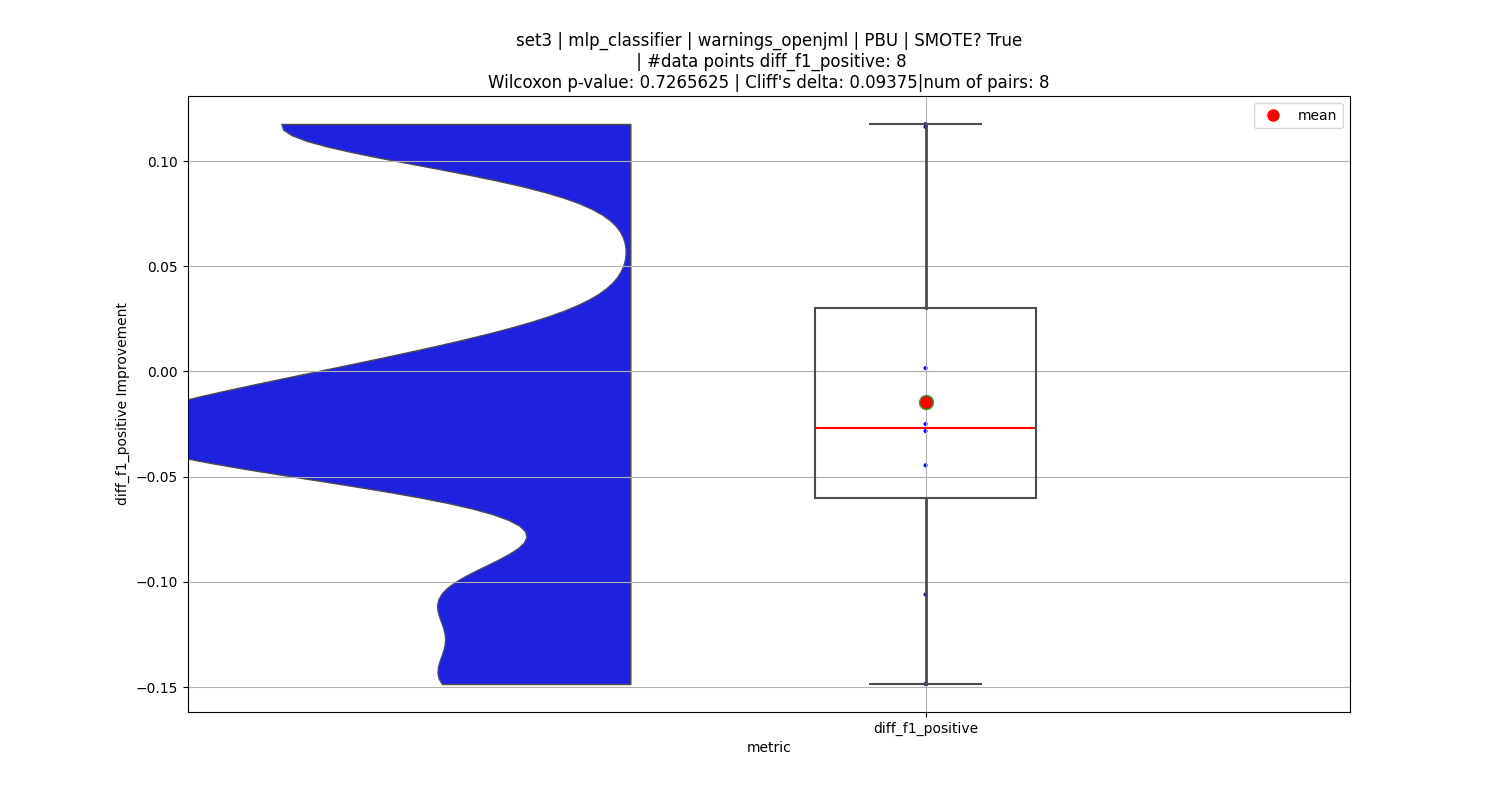 set3 | mlp_classifier | warnings_openjml | PBU | SMOTE? True
| #data points diff_f1_positive: 8
Wilcoxon p-value: 0.7265625 | Cliff's delta: 0.09375|num of pairs: 8
mean
0.10
0.05
0.00
−0.05
−0.10
−0.15
diff_f1_positive Improvement
diff_f1_positive
metric